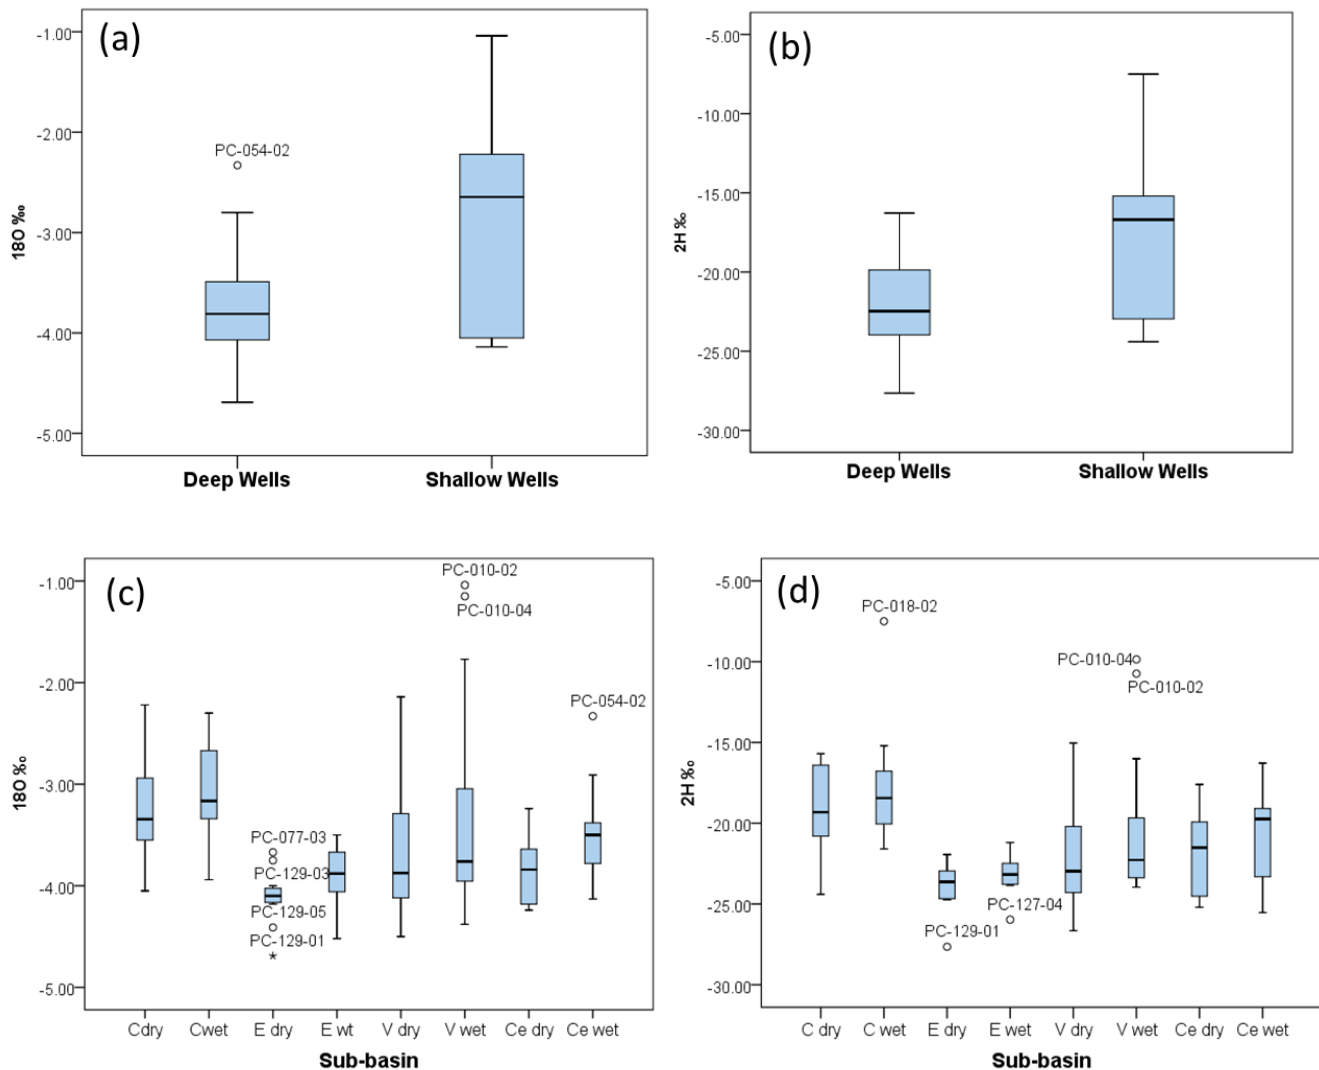 (a)
-1.00
-2.00
-3.00
-4.00
-5.00
18O ‰
PC-054-02
Deep Wells
Shallow Wells
(b)
-5.00
-10.00
-15.00
-20.00
-25.00
-30.00
2H ‰
Deep Wells
Shallow Wells
(c)
-1.00
-2.00
-3.00
-4.00
-5.00
18O ‰
PC-010-02
PC-010-04
PC-054-02
PC-077-03
PC-129-03
PC-129-05
PC-129-01
C dry
C wet
E dry
E wt
V dry
V wet
Ce dry
Ce wet
Sub-basin
(d)
-5.00
-10.00
-15.00
-20.00
-25.00
-30.00
2H ‰
PC-018-02
PC-010-04
PC-010-02
PC-127-04
PC-129-01
C dry
C wet
E dry
E wet
V dry
V wet
Ce dry
Ce wet
Sub-basin